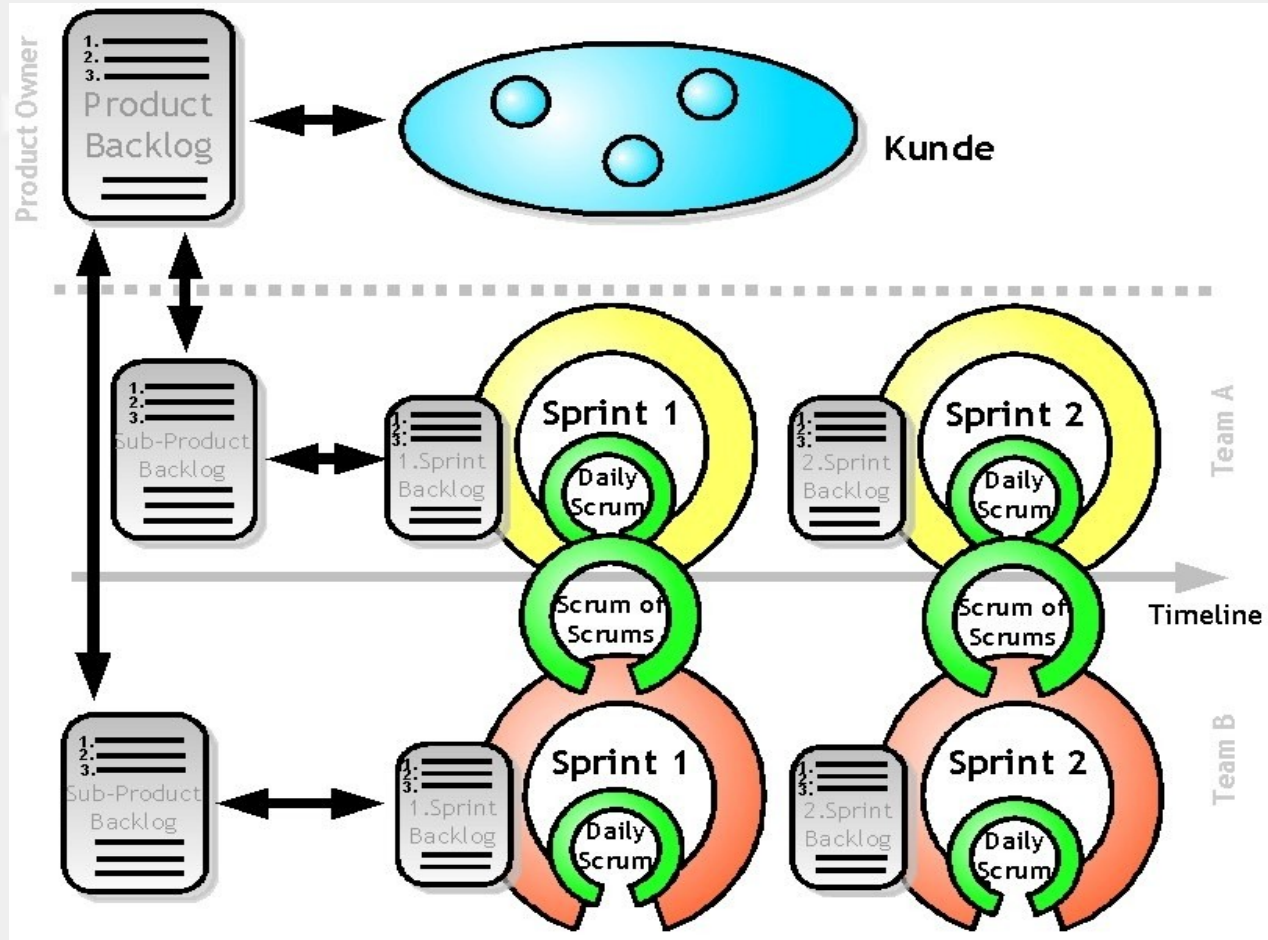 Product Owner
1.
2.
3.
Product
Backlog
Kunde
1.
2.
3.
Sub-Product
Backlog
1.
2.
3.
1.Sprint
Backlog
Sprint 1
Daily
Scrum
1.
2.
3.
2.Sprint
Backlog
Sprint 2
Daily
Scrum
Team A
Scrum of
Scrums
Scrum of
Scrums
Timeline
1.
2.
3.
Sub-Product
Backlog
1.
2.
3.
1.Sprint
Backlog
Sprint 1
Daily
Scrum
1.
2.
3.
2.Sprint
Backlog
Sprint 2
Daily
Scrum
Team B